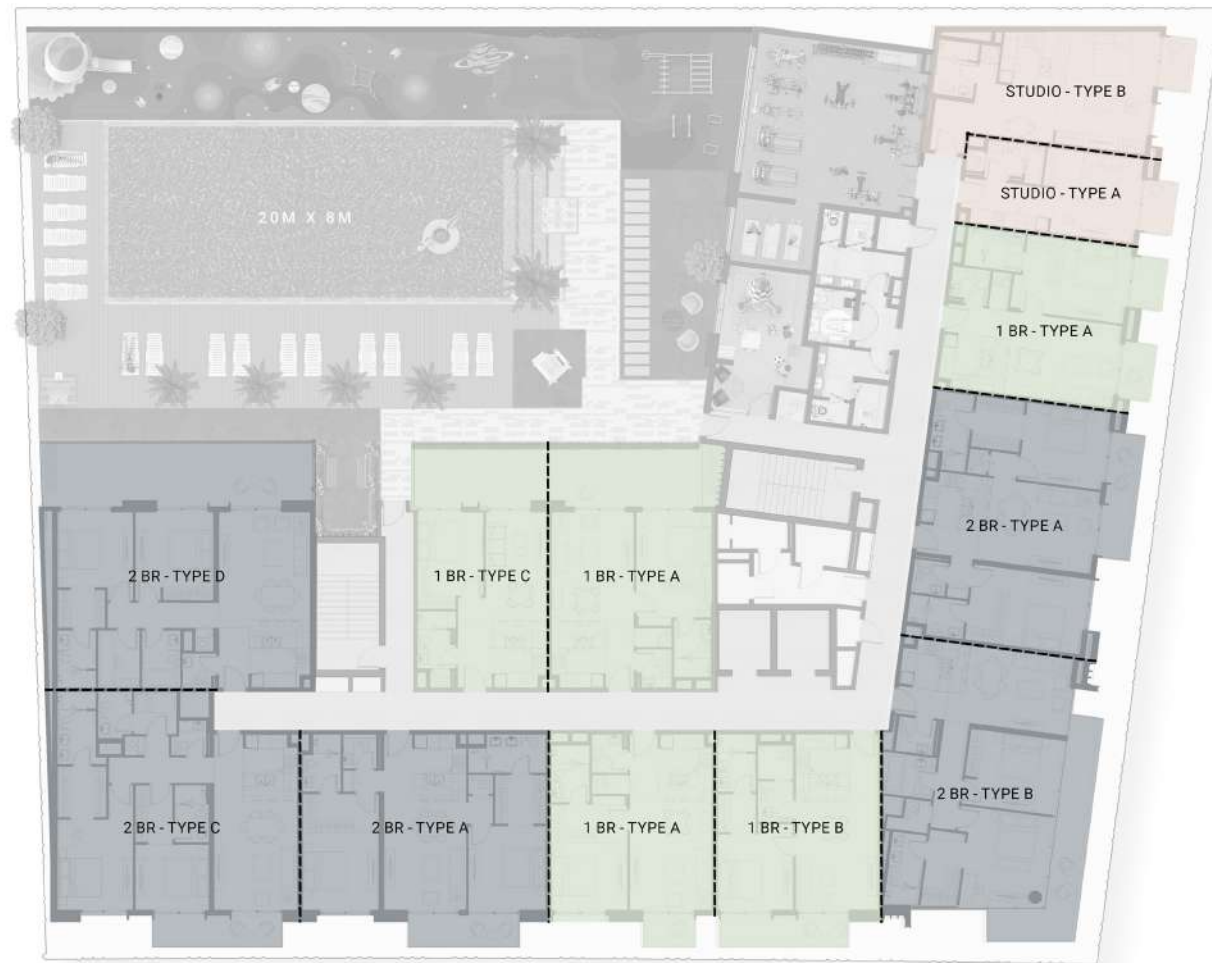 STUDIO - TYPE B
STUDIO - TYPE A
20M X 8M
1 BR - TYPE A
2 BR - TYPE A
2 BR - TYPE D
1 BR - TYPE C
1 BR - TYPE A
2 BR - TYPE B
2 BR - TYPE C
2 BR - TYPE A
1 BR - TYPE A
1 BR - TYPE B